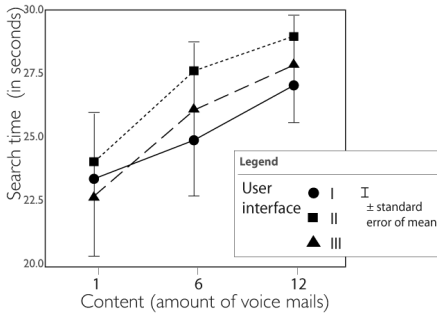 Search time (in seconds)
30.0
27.5
25.0
22.5
20.0
1 6 12
Content (amount of voice mails)
Legend
User
interface
I
II
III
± standard
error of mean